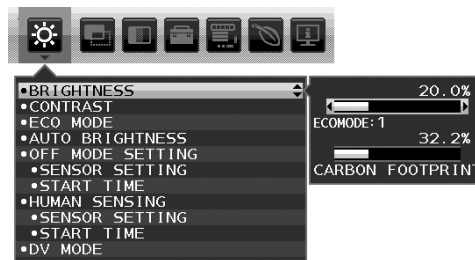 •BRIGHTNESS
•CONTRAST
•ECO MODE
•AUTO BRIGHTNESS
•OFF MODE SETTING
•SENSOR SETTING
•START TIME
•HUMAN SENSING
•SENSOR SETTING
•START TIME
•DV MODE
20.0%
ECOMODE:1
32.2%
CARBON FOOTPRINT